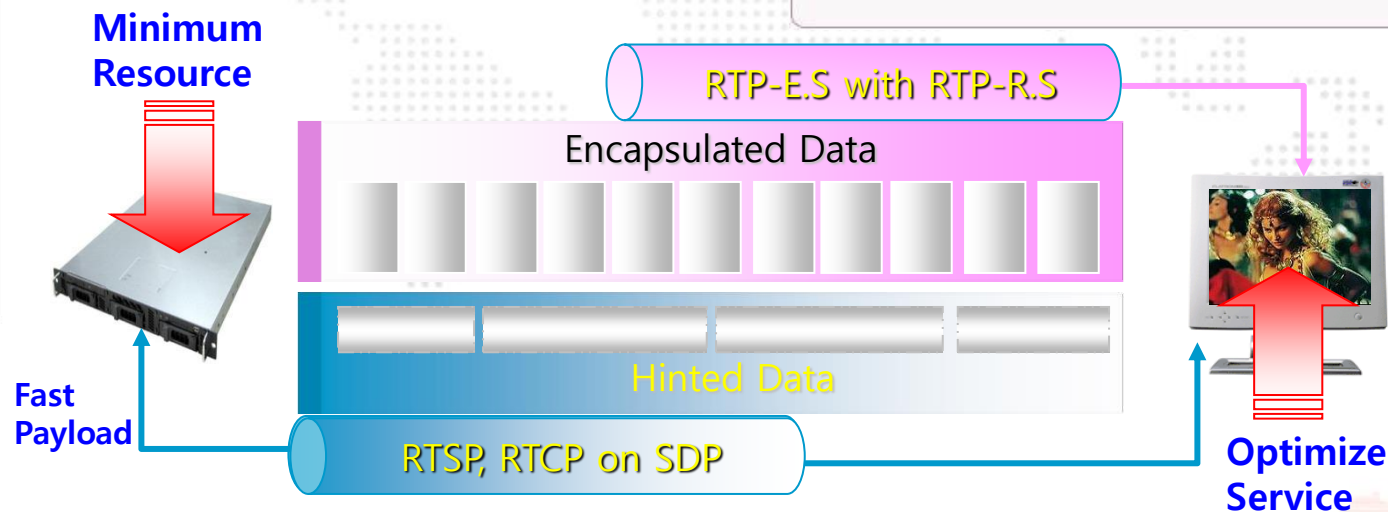 Minimum
Resource
RTP-E.S with RTP-R.S
Encapsulated Data
Hinted Data
Fast
Payload
RTSP, RTCP on SDP
Optimize
Service